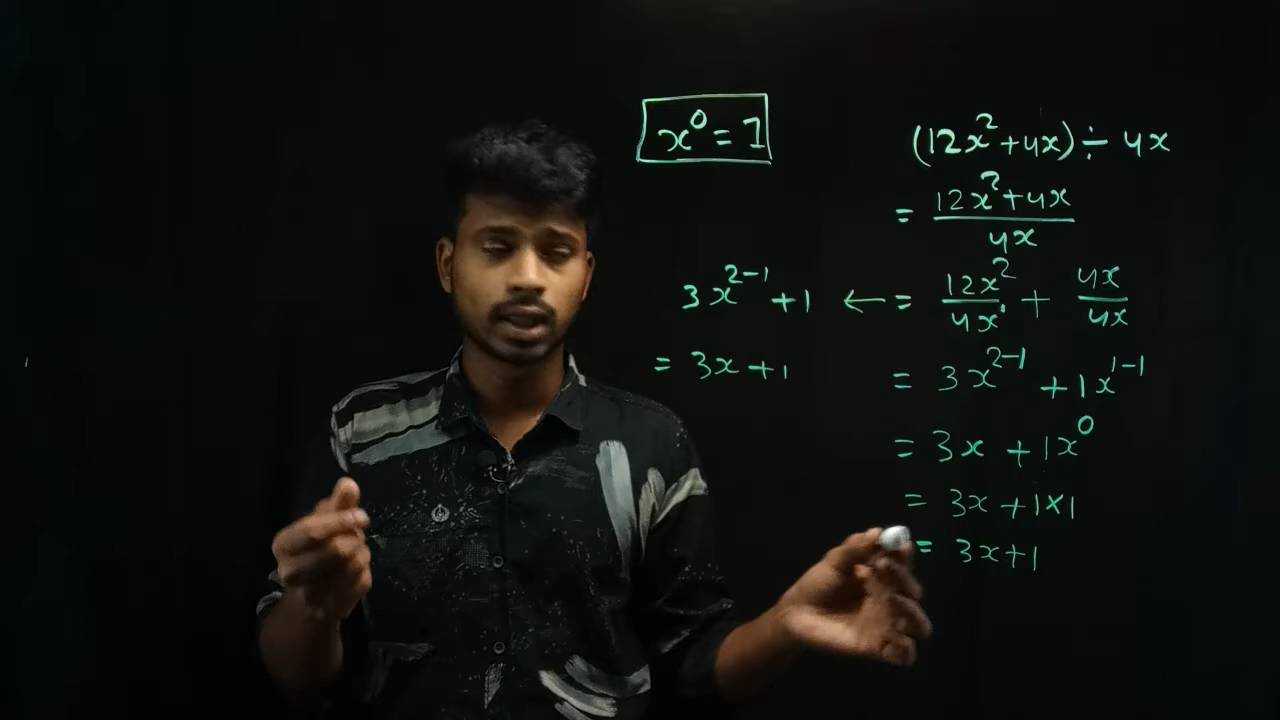 x⁰ = 1
(12x² + 4x) ÷ 4x
= (12x² + 4x)/4x
3x²⁻¹ + 1 ← = 12x²/4x¹ + 4x/4x
= 3x + 1
= 3x²⁻¹ + 1x¹⁻¹
= 3x + 1x⁰
= 3x + 1 × 1
= 3x + 1